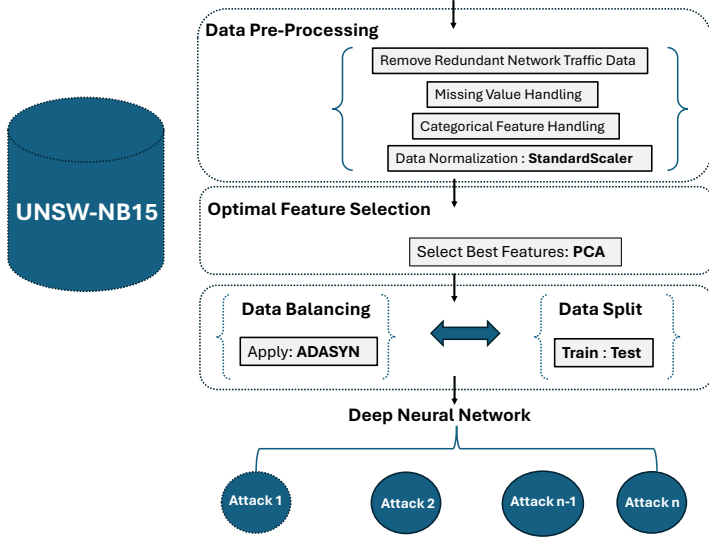 Data Pre-Processing
Remove Redundant Network Traffic Data
Missing Value Handling
Categorical Feature Handling
Data Normalization : StandardScaler
UNSW-NB15
Optimal Feature Selection
Select Best Features: PCA
Data Balancing
Apply: ADASYN
Data Split
Train : Test
Deep Neural Network
Attack 1
Attack 2
Attack n-1
Attack n